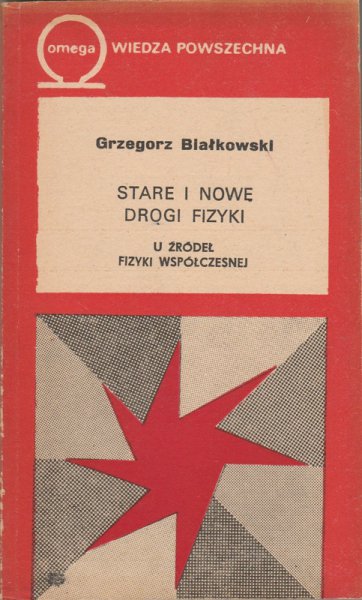 omega WIEDZA POWSZECHNA
Grzegorz Białkowski
STARE I NOWE
DROGI FIZYKI
U ŹRÓDEŁ
FIZYKI WSPÓŁCZESNEJ